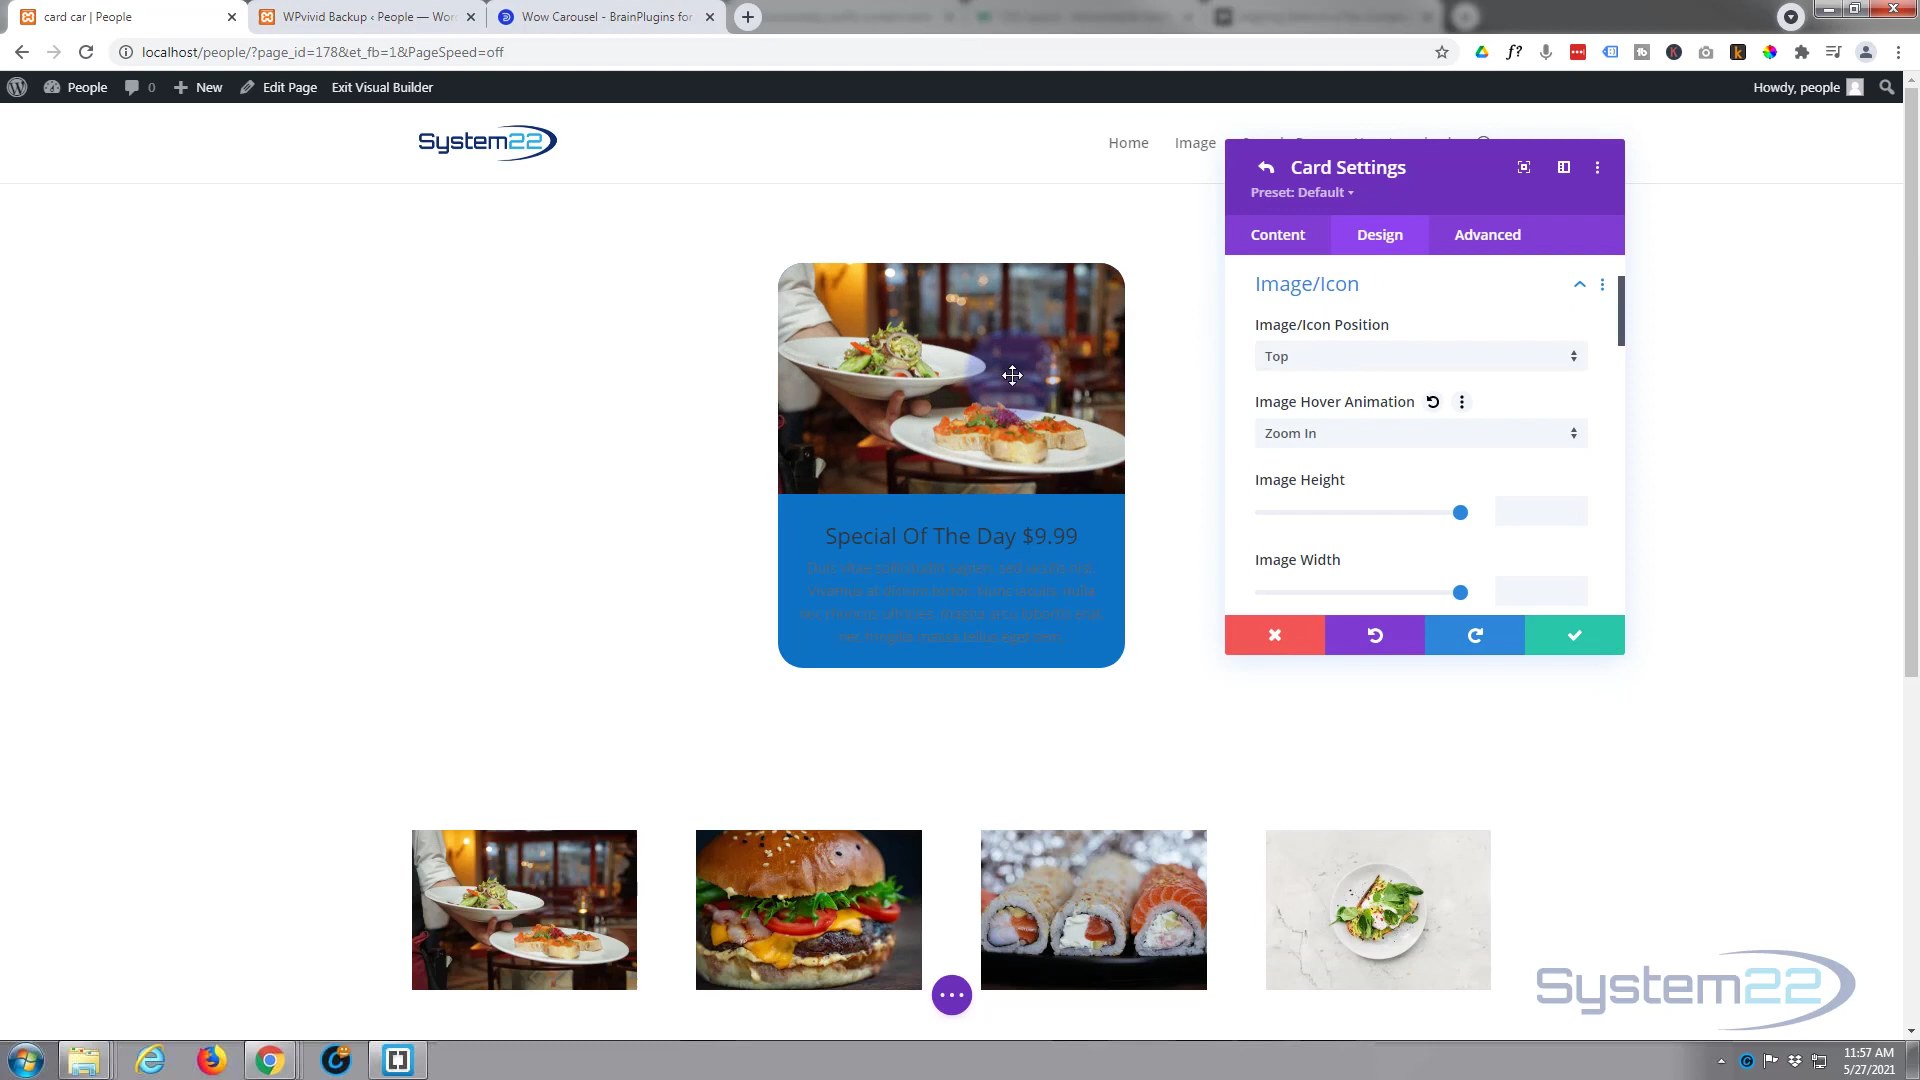 card car | People
WPvivid Backup ‹ People — Wor
Wow Carousel - BrainPlugins for
localhost/people/?page_id=178&et_fb=1&PageSpeed=off
People
0
New
Edit Page
Exit Visual Builder
Howdy, people
System22
Home
Image
Card Settings
Preset: Default
Content
Design
Advanced
Image/Icon
Image/Icon Position
Top
Image Hover Animation
Zoom In
Image Height
Image Width
Special Of The Day $9.99
System22
11:57 AM
5/27/2021